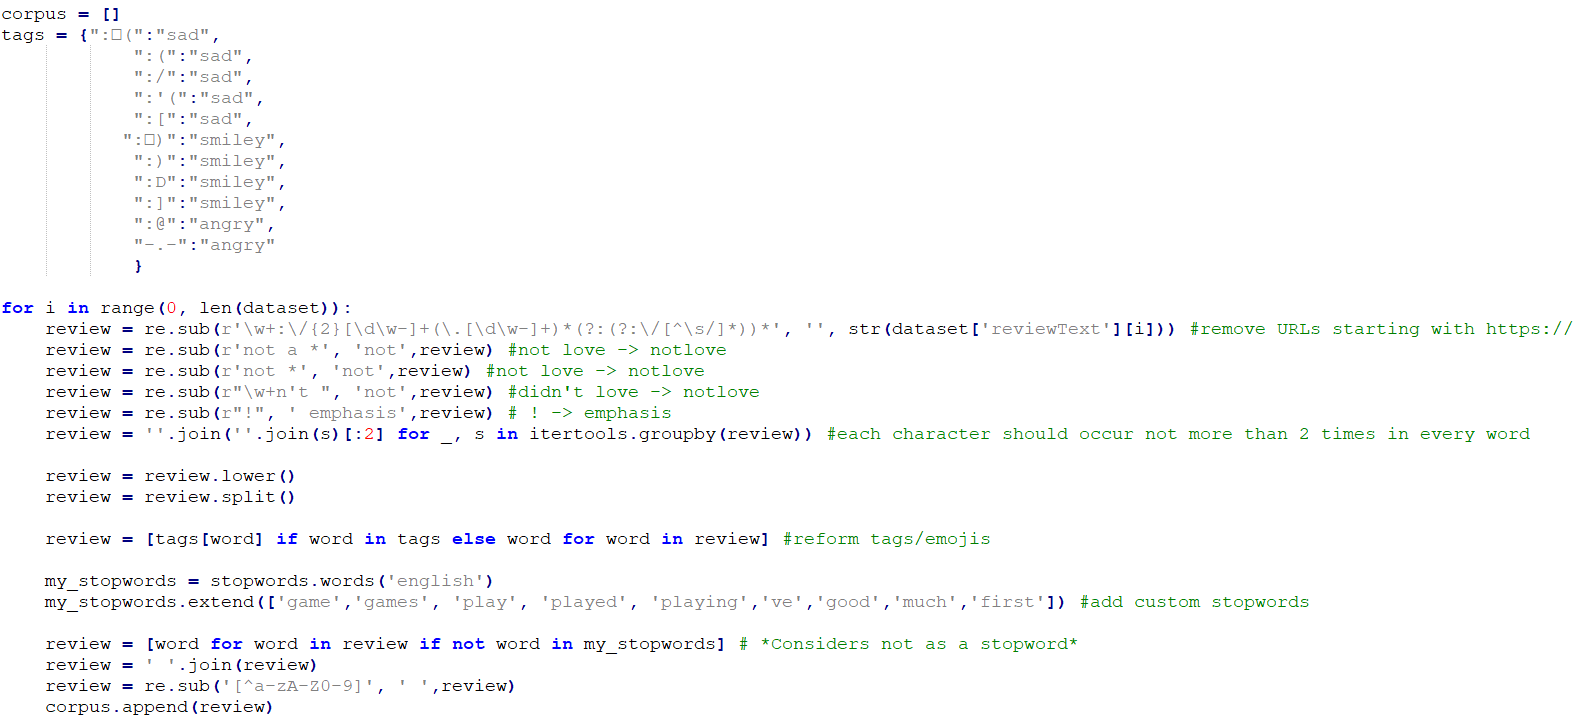 corpus = []
tags = {":□(":"sad",
":(":"sad",
":/":"sad",
":'(":"sad",
":[":"sad",
":□)":"smiley",
":)":"smiley",
":D":"smiley",
":]":"smiley",
":@":"angry",
"-.-":"angry"
}
for i in range(0, len(dataset)):
review = re.sub(r'\w+:\/{2}[\d\w-]+(\.[\d\w-]+)*(?:(?:\/[^\s/]*))*', '', str(dataset['reviewText'][i])) #remove URLs starting with https://
review = re.sub(r'not a *', 'not',review) #not love -> notlove
review = re.sub(r'not *', 'not',review) #not love -> notlove
review = re.sub(r"\w+n't ", 'not',review) #didn't love -> notlove
review = re.sub(r"!", ' emphasis',review) # ! -> emphasis
review = ''.join(''.join(s)[:2] for _, s in itertools.groupby(review)) #each character should occur not more than 2 times in every word
review = review.lower()
review = review.split()
review = [tags[word] if word in tags else word for word in review] #reform tags/emojis
my_stopwords = stopwords.words('english')
my_stopwords.extend(['game','games', 'play', 'played', 'playing','ve','good','much','first']) #add custom stopwords
review = [word for word in review if not word in my_stopwords] # *Considers not as a stopword*
review = ' '.join(review)
review = re.sub('[^a-zA-Z0-9]', ' ',review)
corpus.append(review)